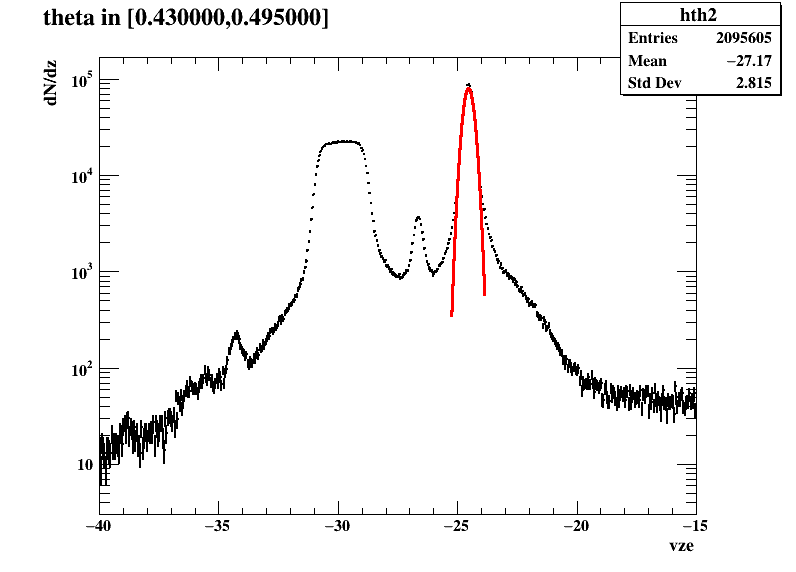 theta in [0.430000,0.495000]
hth2
Entries 2095605
Mean −27.17
Std Dev 2.815
dN/dz
10^5
10^4
10^3
10^2
10
−40 −35 −30 −25 −20 −15
vze